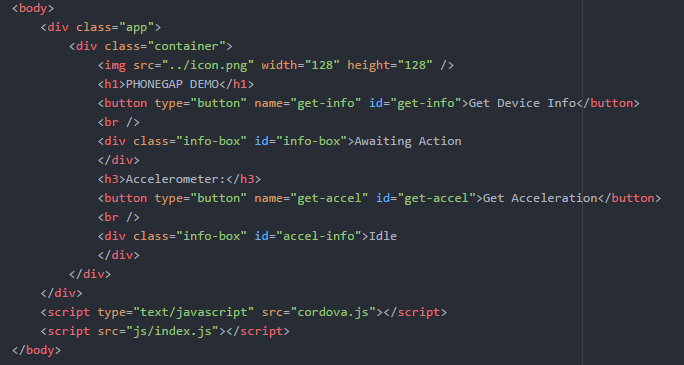 <body>
    <div class="app">
        <div class="container">
            <img src="../icon.png" width="128" height="128" />
            <h1>PHONEGAP DEMO</h1>
            <button type="button" name="get-info" id="get-info">Get Device Info</button>
            <br />
            <div class="info-box" id="info-box">Awaiting Action
            </div>
            <h3>Accelerometer:</h3>
            <button type="button" name="get-accel" id="get-accel">Get Acceleration</button>
            <br />
            <div class="info-box" id="accel-info">Idle
            </div>
        </div>
    </div>
    <script type="text/javascript" src="cordova.js"></script>
    <script src="js/index.js"></script>
</body>